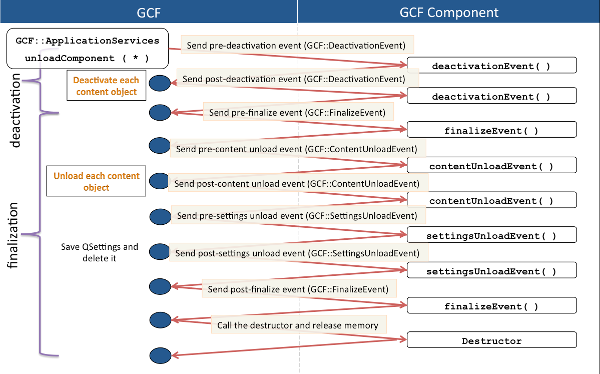 GCF
GCF Component
GCF::ApplicationServices
unloadComponent ( * )
Send pre-deactivation event (GCF::DeactivationEvent)
deactivationEvent( )
Deactivate each
content object
Send post-deactivation event (GCF::DeactivationEvent)
deactivationEvent( )
deactivation
Send pre-finalize event (GCF::FinalizeEvent)
finalizeEvent( )
Send pre-content unload event (GCF::ContentUnloadEvent)
contentUnloadEvent( )
Unload each content
object
Send post-content unload event (GCF::ContentUnloadEvent)
contentUnloadEvent( )
Send pre-settings unload event (GCF::SettingsUnloadEvent)
settingsUnloadEvent( )
finalization
Save QSettings and
delete it
Send post-settings unload event (GCF::SettingsUnloadEvent)
settingsUnloadEvent( )
Send post-finalize event (GCF::FinalizeEvent)
finalizeEvent( )
Call the destructor and release memory
Destructor